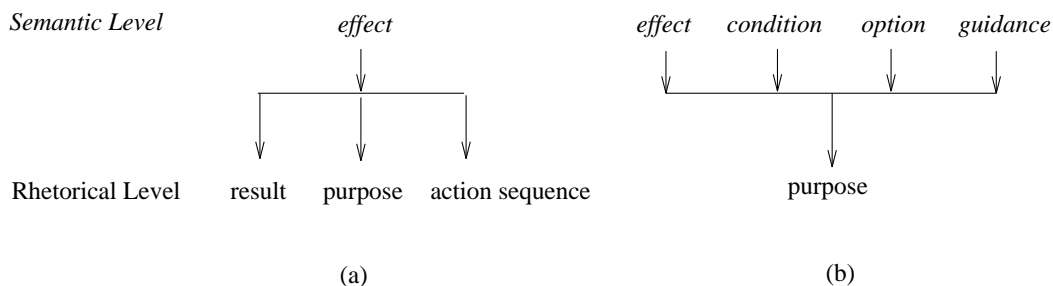 Semantic Level effect effect condition option guidance
Rhetorical Level result purpose action sequence purpose
(a) (b)